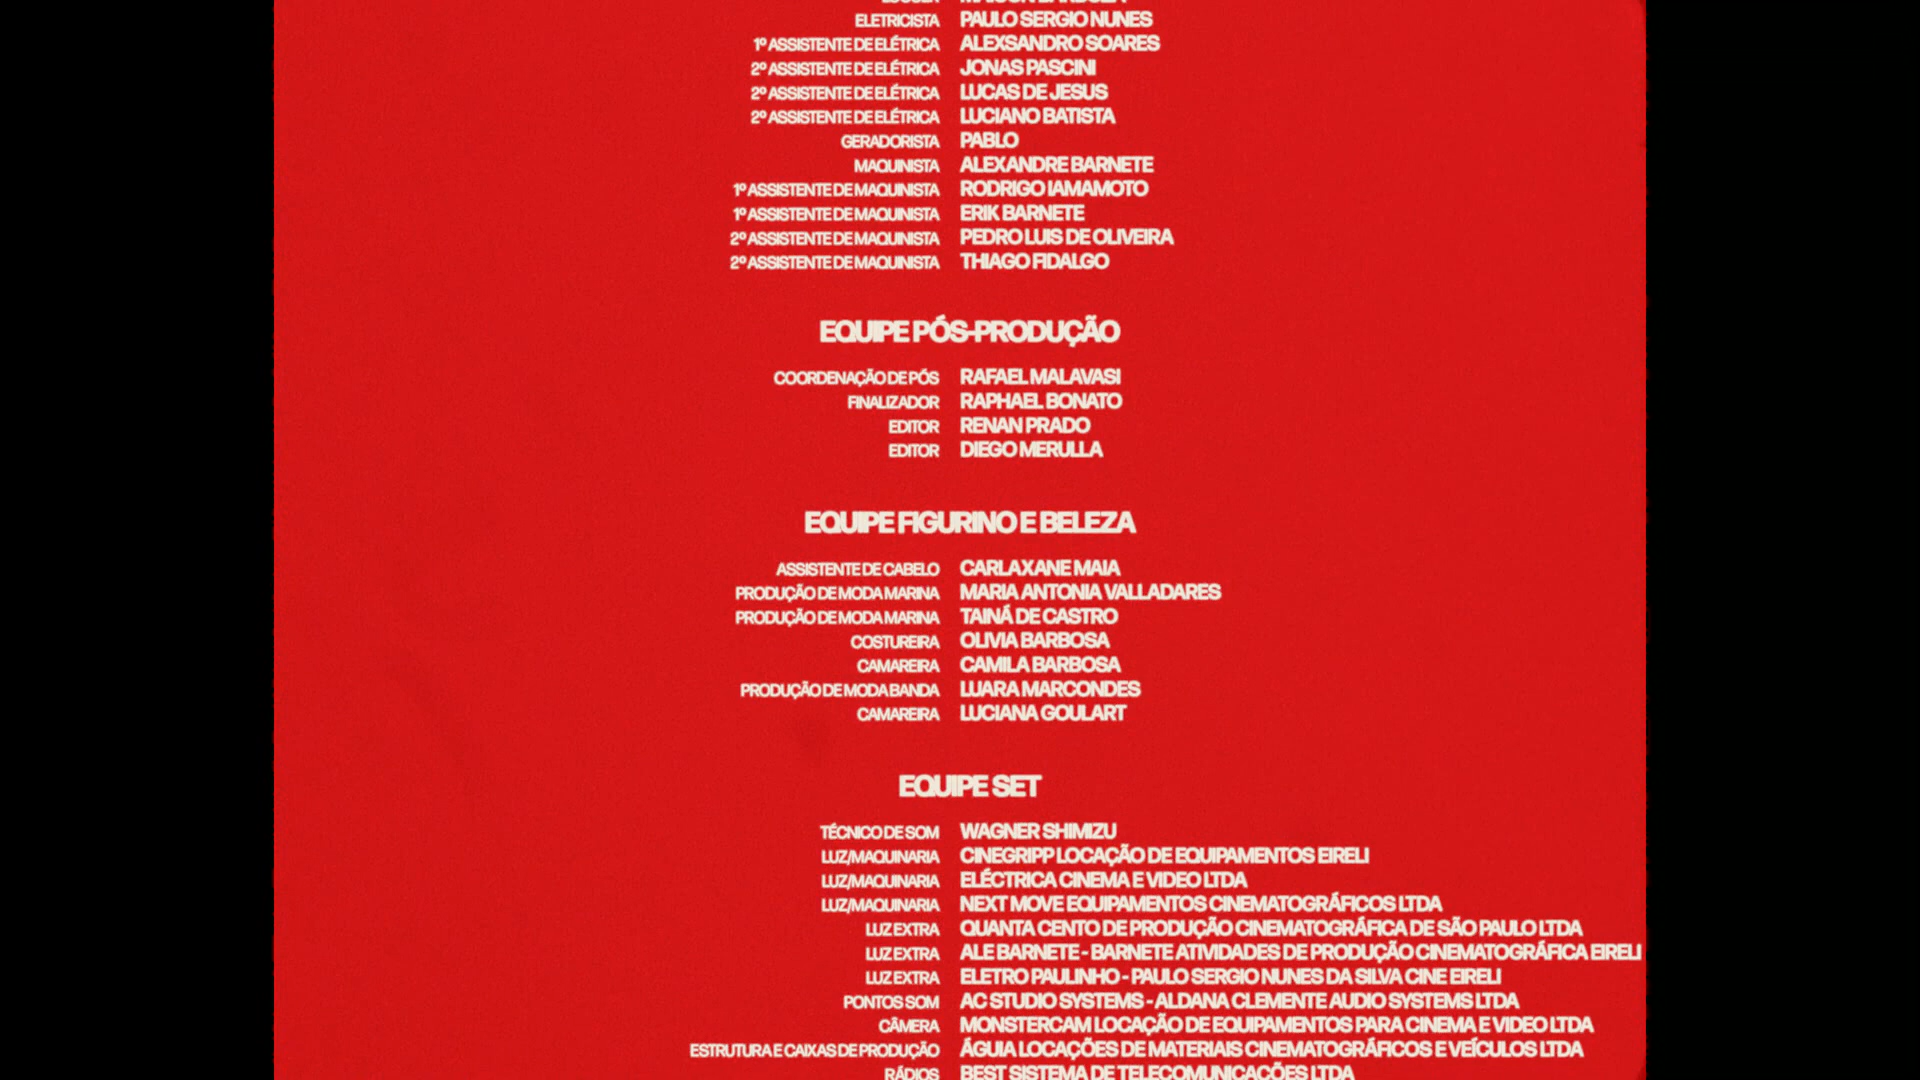 ELETRICISTA PAULO SERGIO NUNES
1º ASSISTENTE DE ELÉTRICA ALEXSANDRO SOARES
2º ASSISTENTE DE ELÉTRICA JONAS PASCINI
2º ASSISTENTE DE ELÉTRICA LUCAS DE JESUS
2º ASSISTENTE DE ELÉTRICA LUCIANO BATISTA
GERADORISTA PABLO
MAQUINISTA ALEXANDRE BARNETE
1º ASSISTENTE DE MAQUINISTA RODRIGO IAMAMOTO
1º ASSISTENTE DE MAQUINISTA ERIK BARNETE
2º ASSISTENTE DE MAQUINISTA PEDRO LUIS DE OLIVEIRA
2º ASSISTENTE DE MAQUINISTA THIAGO FIDALGO
EQUIPE PÓS-PRODUÇÃO
COORDENAÇÃO DE PÓS RAFAEL MALAVASI
FINALIZADOR RAPHAEL BONATO
EDITOR RENAN PRADO
EDITOR DIEGO MERULLA
EQUIPE FIGURINO E BELEZA
ASSISTENTE DE CABELO CARLAXANE MAIA
PRODUÇÃO DE MODA MARINA MARIA ANTONIA VALLADARES
PRODUÇÃO DE MODA MARINA TAINÁ DE CASTRO
COSTUREIRA OLIVIA BARBOSA
CAMAREIRA CAMILA BARBOSA
PRODUÇÃO DE MODA BANDA LUARA MARCONDES
CAMAREIRA LUCIANA GOULART
EQUIPE SET
TÉCNICO DE SOM WAGNER SHIMIZU
LUZ/MAQUINARIA CINEGRIPP LOCAÇÃO DE EQUIPAMENTOS EIRELI
LUZ/MAQUINARIA ELÉCTRICA CINEMA E VIDEO LTDA
LUZ/MAQUINARIA NEXT MOVE EQUIPAMENTOS CINEMATOGRÁFICOS LTDA
LUZ EXTRA QUANTA CENTO DE PRODUÇÃO CINEMATOGRÁFICA DE SÃO PAULO LTDA
LUZ EXTRA ALE BARNETE - BARNETE ATIVIDADES DE PRODUÇÃO CINEMATOGRÁFICA EIRELI
LUZ EXTRA ELETRO PAULINHO - PAULO SERGIO NUNES DA SILVA CINE EIRELI
PONTOS SOM AC STUDIO SYSTEMS - ALDANA CLEMENTE AUDIO SYSTEMS LTDA
CÂMERA MONSTERCAM LOCAÇÃO DE EQUIPAMENTOS PARA CINEMA E VIDEO LTDA
ESTRUTURA E CAIXAS DE PRODUÇÃO ÁGUIA LOCAÇÕES DE MATERIAIS CINEMATOGRÁFICOS E VEÍCULOS LTDA
RÁDIOS BEST SISTEMA DE TELECOMUNICAÇÕES LTDA